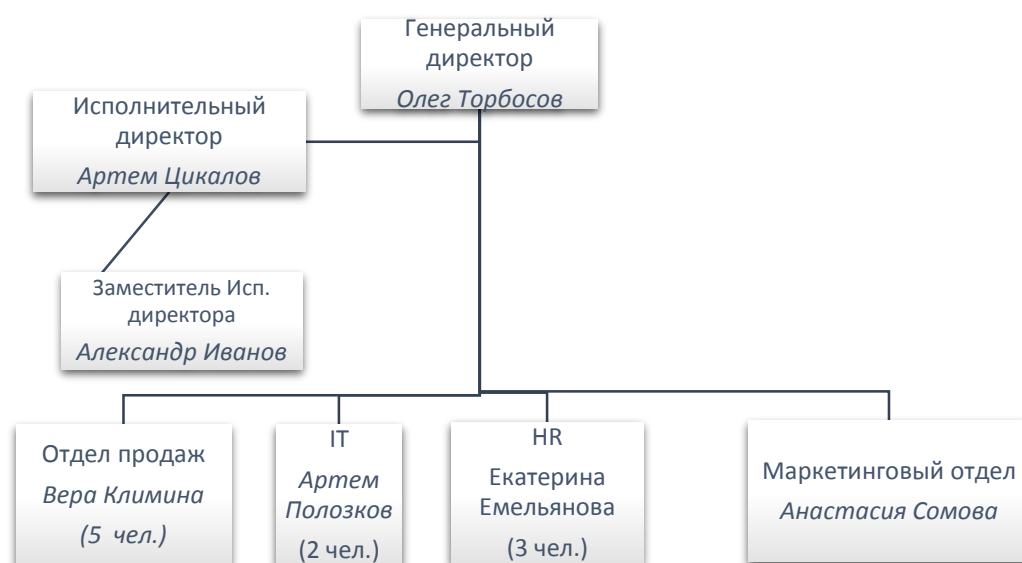 Генеральный
директор
Олег Торбосов
Исполнительный
директор
Артем Цикалов
Заместитель Исп.
директора
Александр Иванов
Отдел продаж
Вера Климина
(5 чел.)
IT
Артем
Полозков
(2 чел.)
HR
Екатерина
Емельянова
(3 чел.)
Маркетинговый отдел
Анастасия Сомова